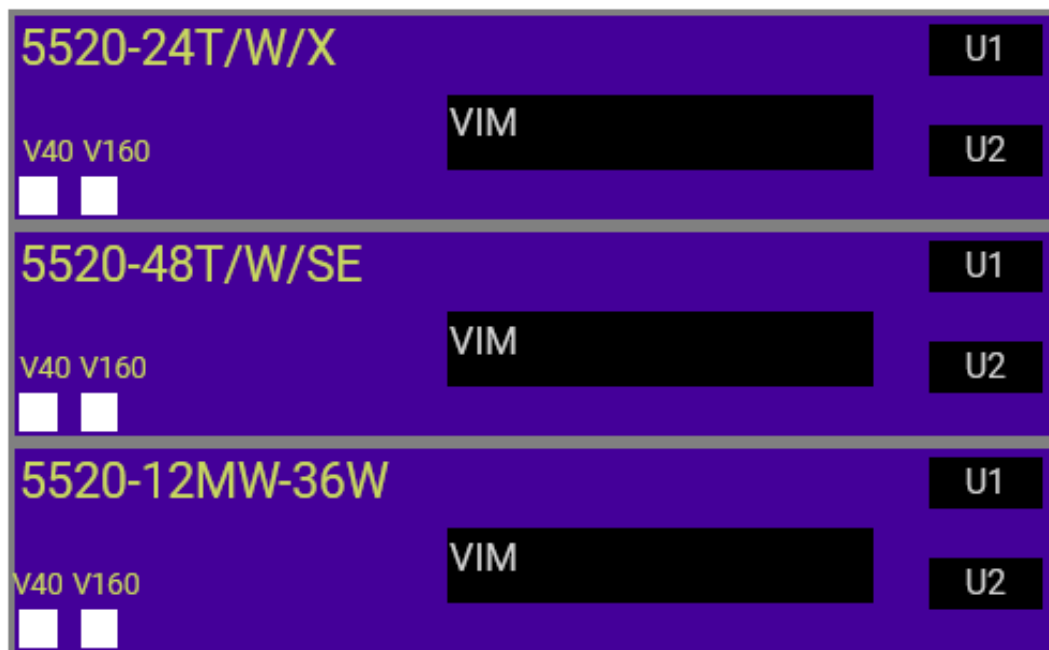 5520-24T/W/X
U1
VIM
V40 V160
U2
5520-48T/W/SE
U1
VIM
V40 V160
U2
5520-12MW-36W
U1
VIM
V40 V160
U2